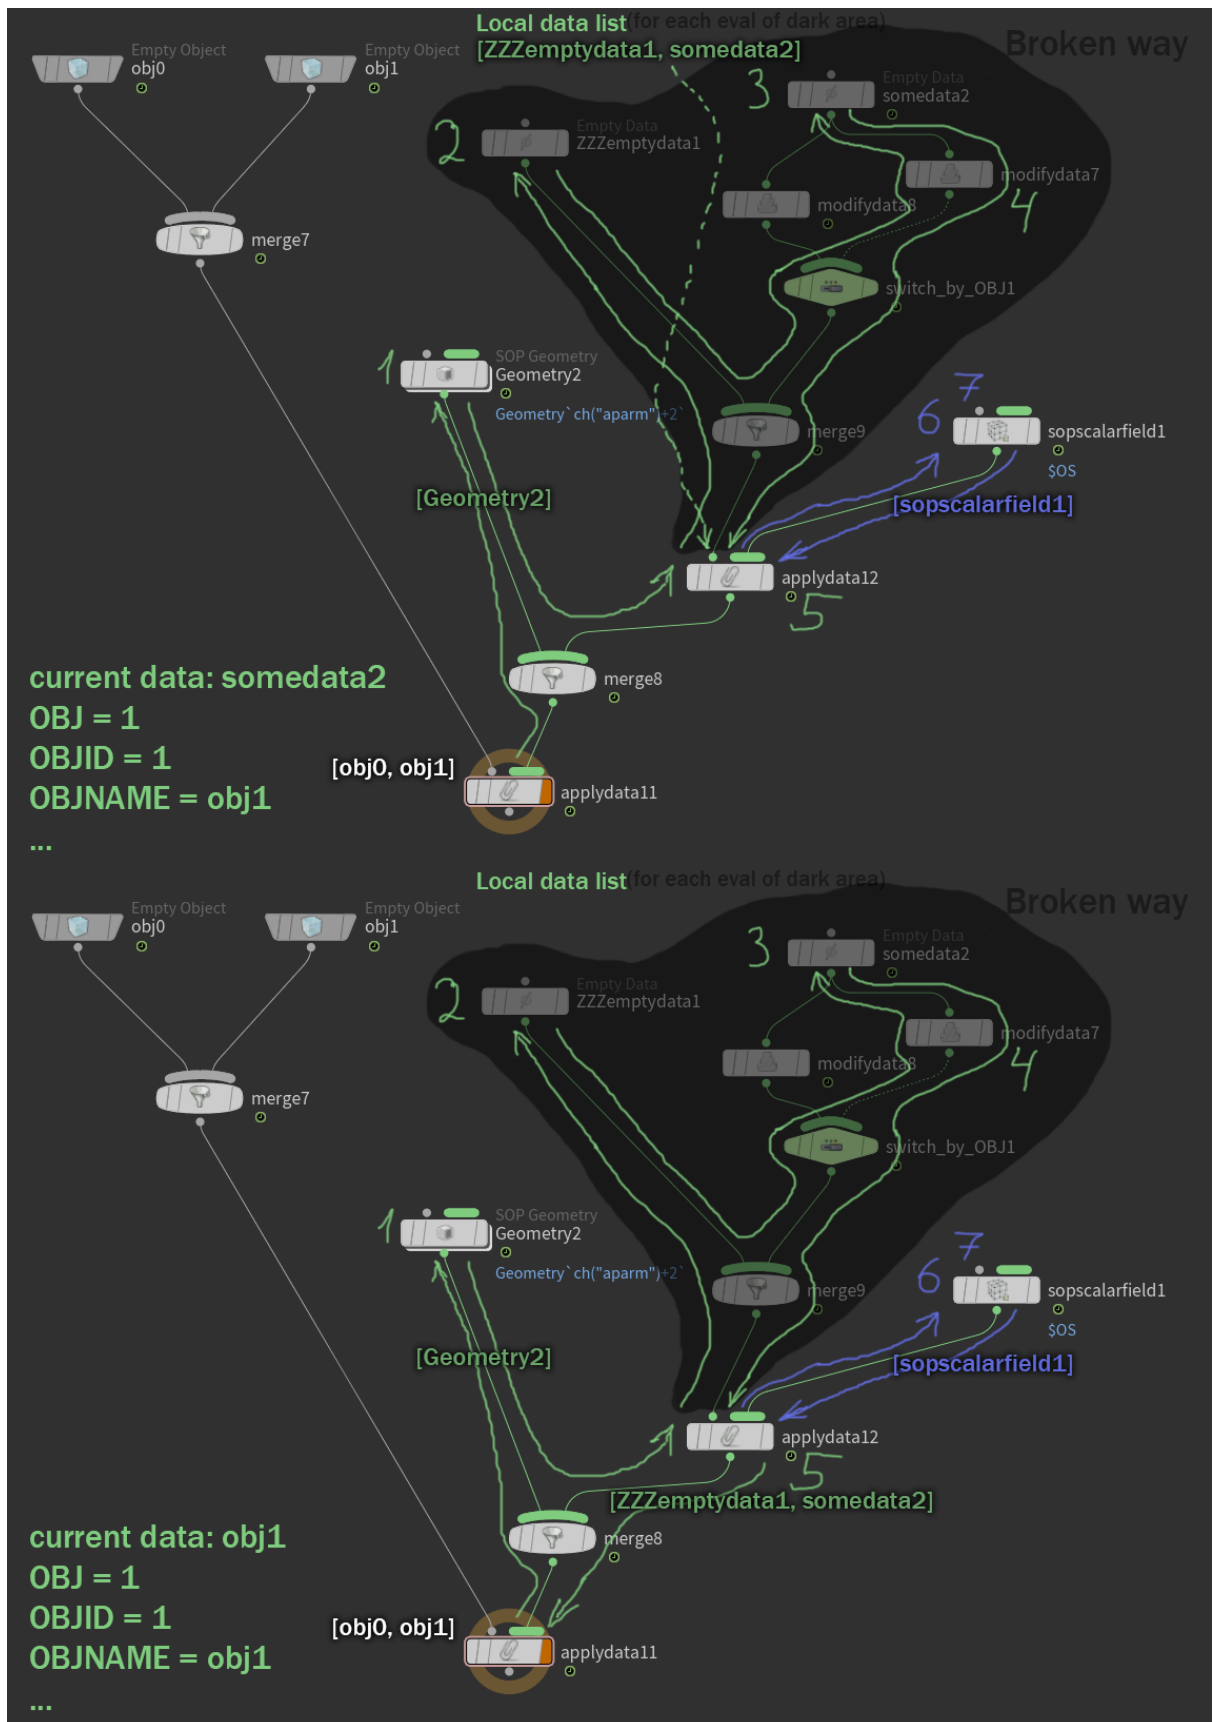 Local data list (for each eval of dark area)
[ZZZemptydata1, somedata2]
Broken way
Empty Object
obj0
Empty Object
obj1
3
Empty Data
somedata2
2
Empty Data
ZZZemptydata1
modifydata7
4
modifydata8
merge7
switch_by_OBJ1
1
SOP Geometry
Geometry2
Geometry`ch("aparm")+2`
7
6
merge9
sopscalarfield1
$OS
[Geometry2]
[sopscalarfield1]
applydata12
5
current data: somedata2
merge8
OBJ = 1
OBJID = 1
[obj0, obj1]
OBJNAME = obj1
applydata11
...
Local data list (for each eval of dark area)
Broken way
Empty Object
obj0
Empty Object
obj1
3
Empty Data
somedata2
2
Empty Data
ZZZemptydata1
modifydata7
4
modifydata8
merge7
switch_by_OBJ1
1
SOP Geometry
Geometry2
Geometry`ch("aparm")+2`
7
6
merge9
sopscalarfield1
$OS
[Geometry2]
[sopscalarfield1]
applydata12
5
[ZZZemptydata1, somedata2]
current data: obj1
merge8
OBJ = 1
OBJID = 1
[obj0, obj1]
OBJNAME = obj1
applydata11
...